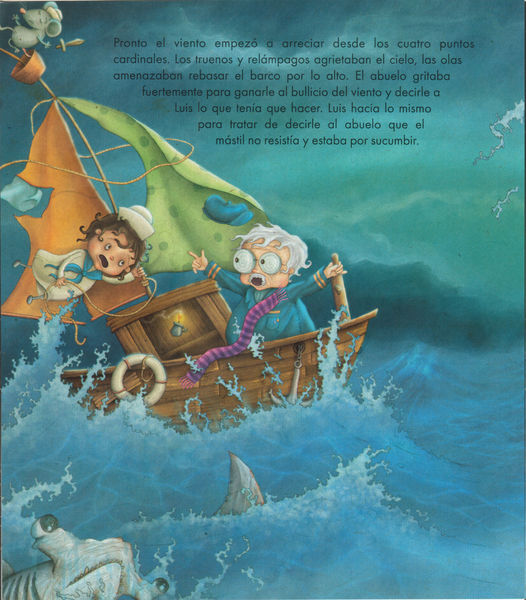 Pronto el viento empezó a arreciar desde los cuatro puntos
cardinales. Los truenos y relámpagos agrietaban el cielo, las olas
amenazaban rebasar el barco por lo alto. El abuelo gritaba
fuertemente para ganarle al bullicio del viento y decirle a
Luis lo que tenía que hacer. Luis hacía lo mismo
para tratar de decirle al abuelo que el
mástil no resistía y estaba por sucumbir.